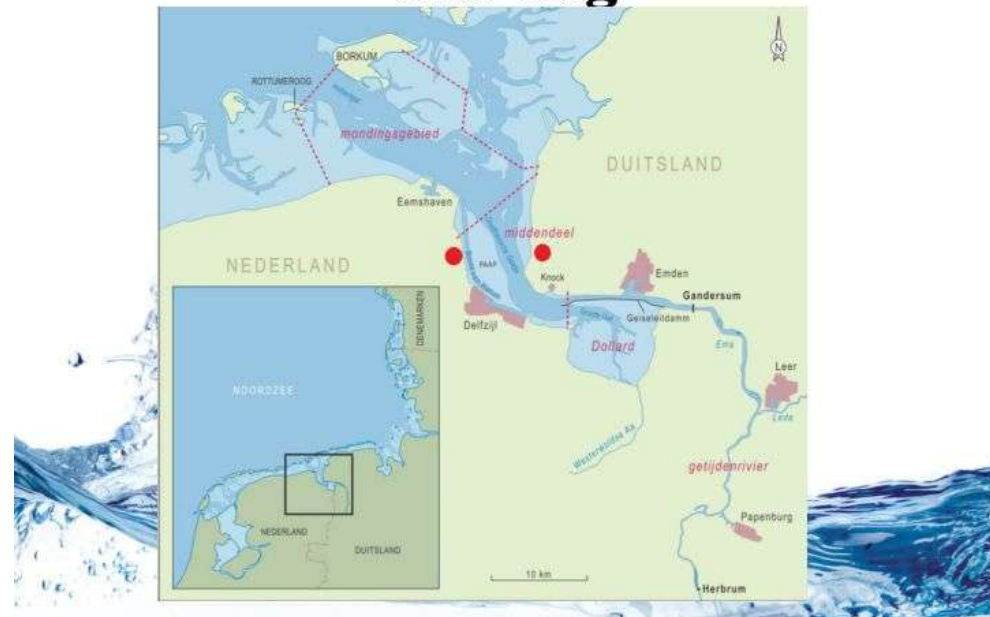 N
BORKUM
ROTTUMEROOG
mondingsgebied
DUITSLAND
Eemshaven
middendeel
NEDERLAND
PAAP
Knock
Emden
Gandersum
Delfzijl
Geiseleitdamm
Dollard
Ems
Leer
Leda
Westerwoldse Aa
getijdenrivier
Papenburg
Herbrum
10 km
DENEMARKEN
NOORDZEE
NEDERLAND
DUITSLAND